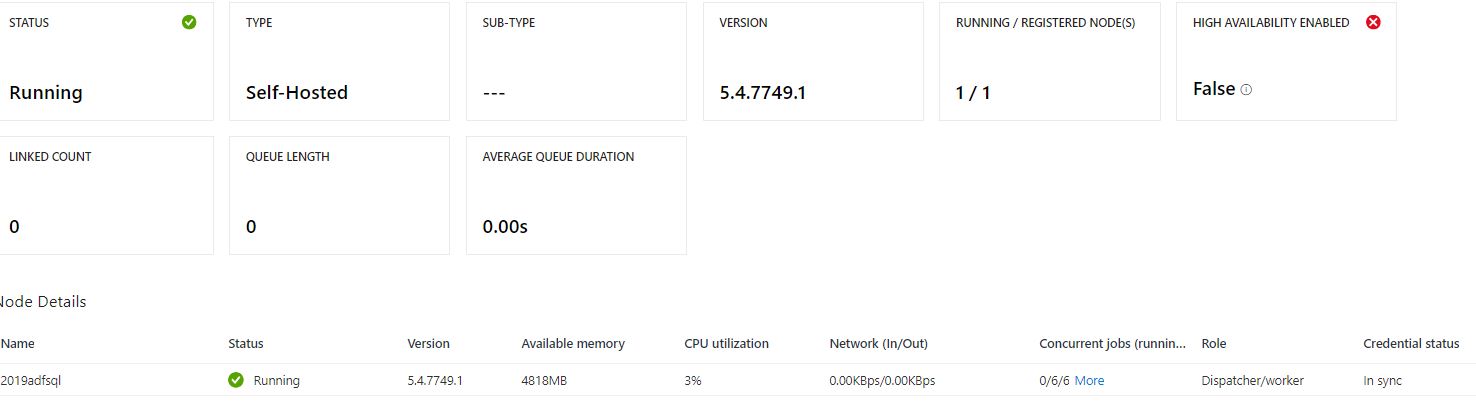 STATUS
TYPE
SUB-TYPE
VERSION
RUNNING / REGISTERED NODE(S)
HIGH AVAILABILITY ENABLED
Running
Self-Hosted
---
5.4.7749.1
1 / 1
False
LINKED COUNT
QUEUE LENGTH
AVERAGE QUEUE DURATION
0
0
0.00s
Node Details
Name Status Version Available memory CPU utilization Network (In/Out) Concurrent jobs (runnin... Role Credential status
2019adfsql Running 5.4.7749.1 4818MB 3% 0.00KBps/0.00KBps 0/6/6 More Dispatcher/worker In sync